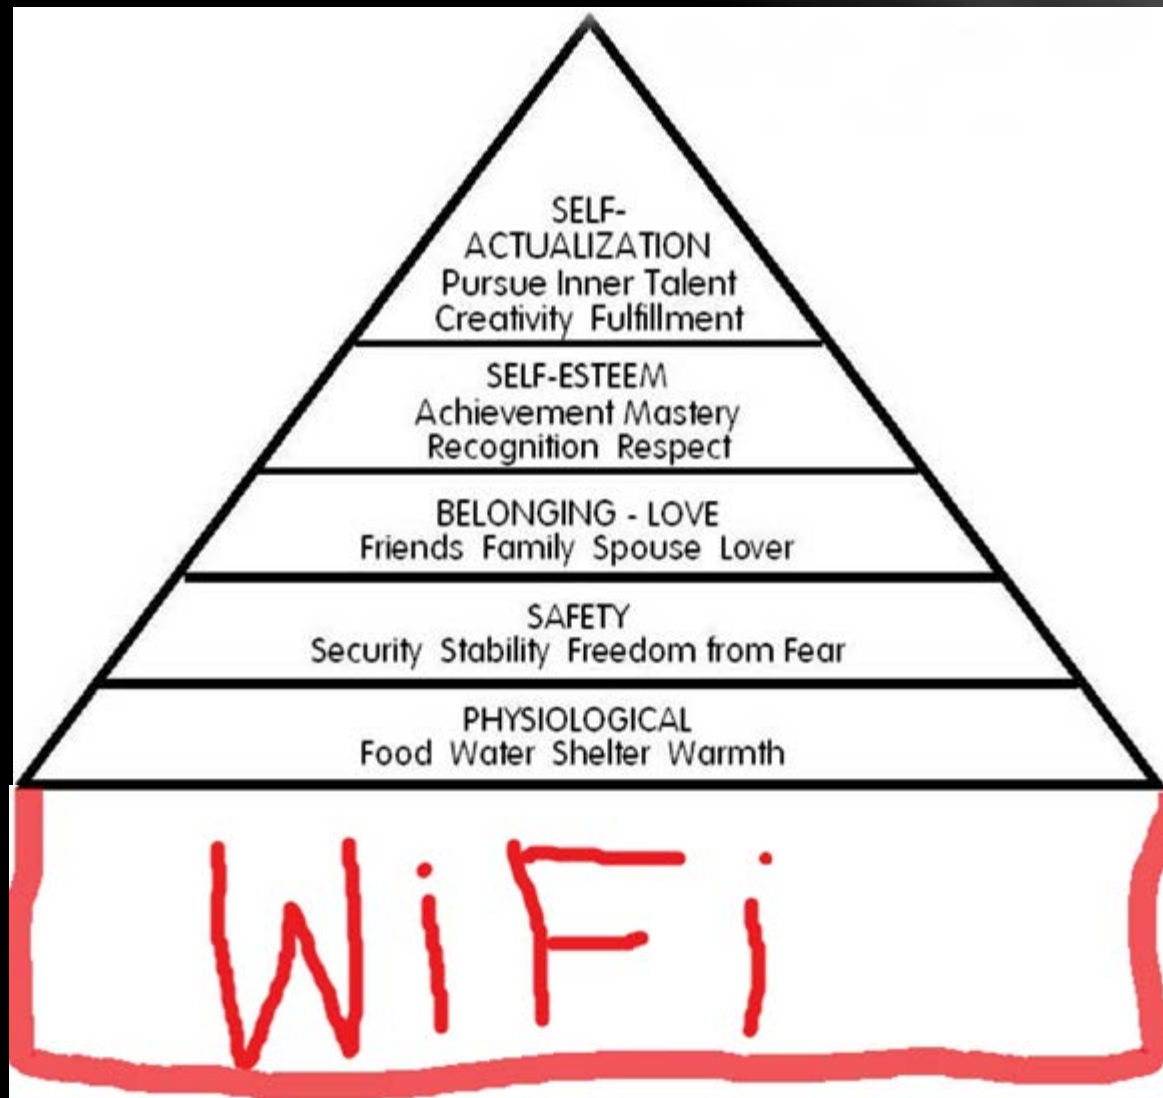 SELF-
ACTUALIZATION
Pursue Inner Talent
Creativity Fulfillment
SELF-ESTEEM
Achievement Mastery
Recognition Respect
BELONGING - LOVE
Friends Family Spouse Lover
SAFETY
Security Stability Freedom from Fear
PHYSIOLOGICAL
Food Water Shelter Warmth
WiFi